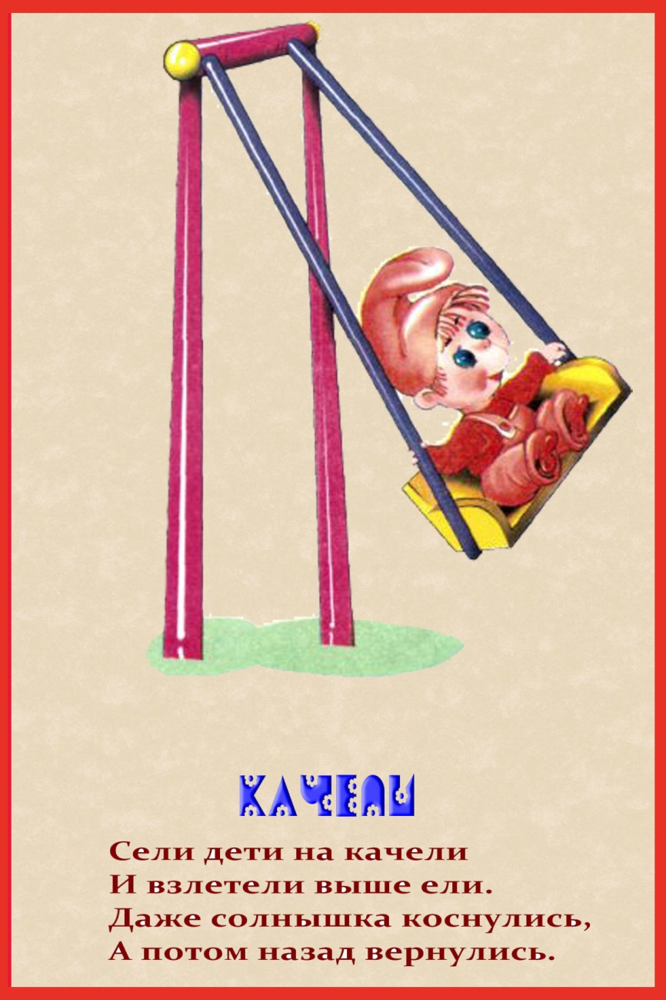 КАЧЕЛИ
Сели дети на качели
И взлетели выше ели.
Даже солнышка коснулись,
А потом назад вернулись.